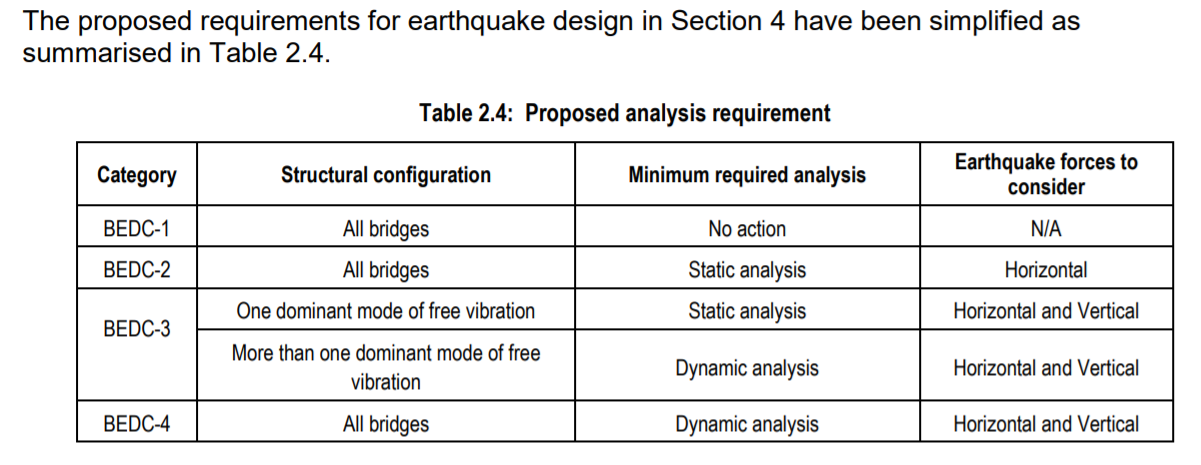 The proposed requirements for earthquake design in Section 4 have been simplified as
summarised in Table 2.4.
Table 2.4: Proposed analysis requirement
Category Structural configuration Minimum required analysis Earthquake forces to
consider
BEDC-1 All bridges No action N/A
BEDC-2 All bridges Static analysis Horizontal
BEDC-3 One dominant mode of free vibration Static analysis Horizontal and Vertical
More than one dominant mode of free
vibration Dynamic analysis Horizontal and Vertical
BEDC-4 All bridges Dynamic analysis Horizontal and Vertical